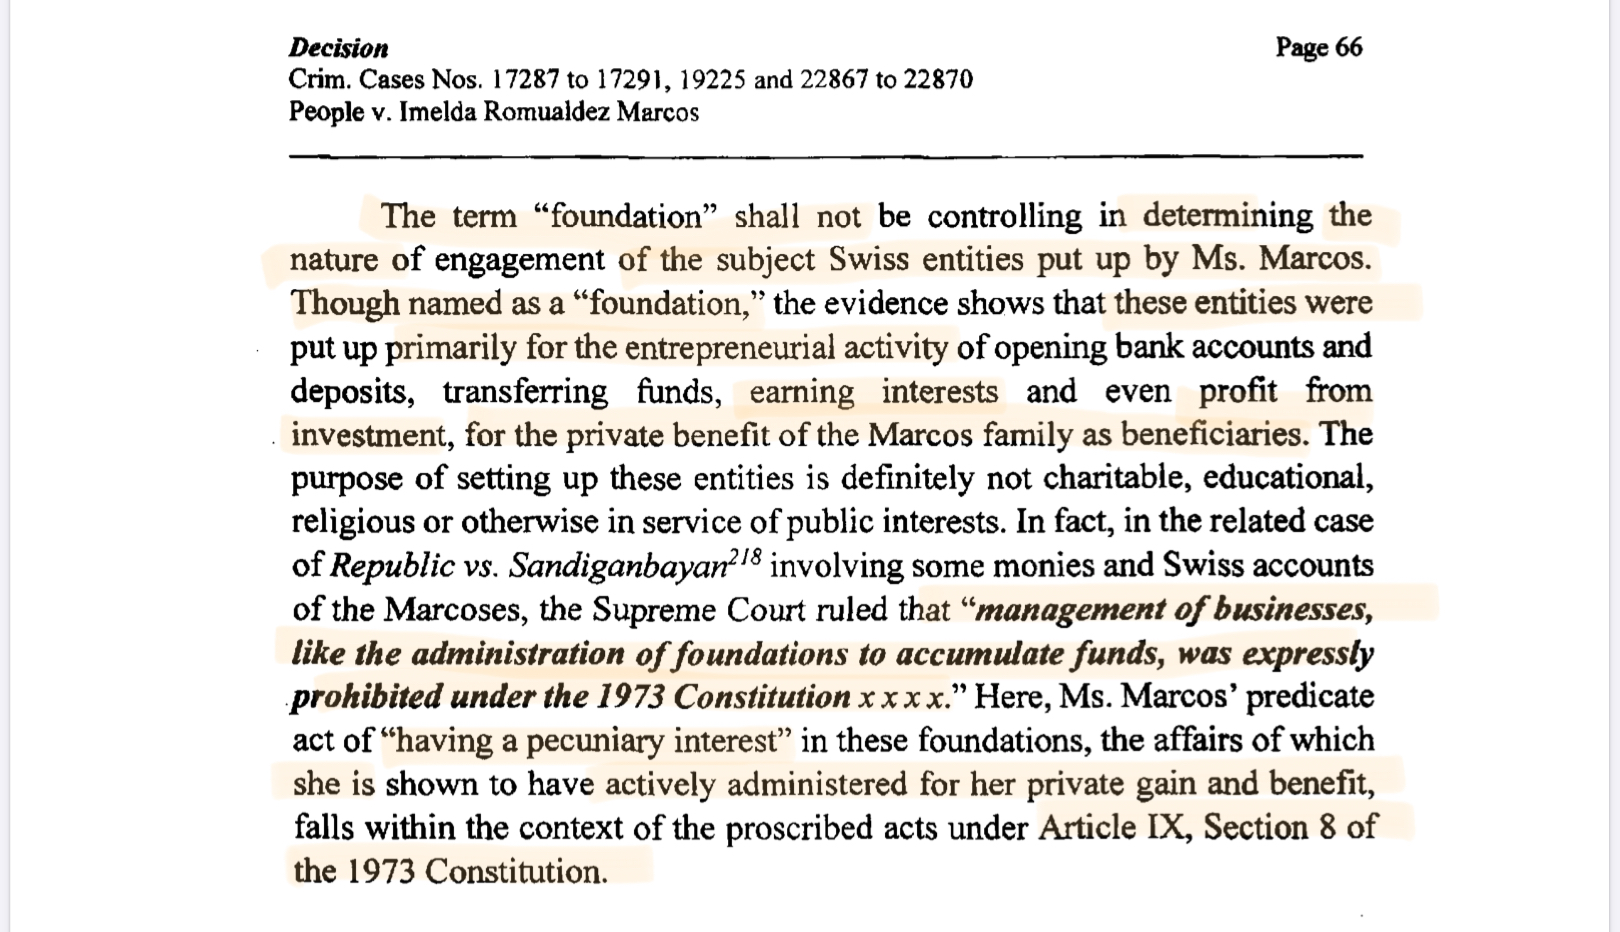 Decision Page 66
Crim. Cases Nos. 17287 to 17291, 19225 and 22867 to 22870
People v. Imelda Romualdez Marcos
The term “foundation” shall not be controlling in determining the
nature of engagement of the subject Swiss entities put up by Ms. Marcos.
Though named as a “foundation,” the evidence shows that these entities were
put up primarily for the entrepreneurial activity of opening bank accounts and
deposits, transferring funds, earning interests and even profit from
investment, for the private benefit of the Marcos family as beneficiaries. The
purpose of setting up these entities is definitely not charitable, educational,
religious or otherwise in service of public interests. In fact, in the related case
of Republic vs. Sandiganbayan218 involving some monies and Swiss accounts
of the Marcoses, the Supreme Court ruled that “management of businesses,
like the administration of foundations to accumulate funds, was expressly
prohibited under the 1973 Constitution x x x x.” Here, Ms. Marcos’ predicate
act of “having a pecuniary interest” in these foundations, the affairs of which
she is shown to have actively administered for her private gain and benefit,
falls within the context of the proscribed acts under Article IX, Section 8 of
the 1973 Constitution.